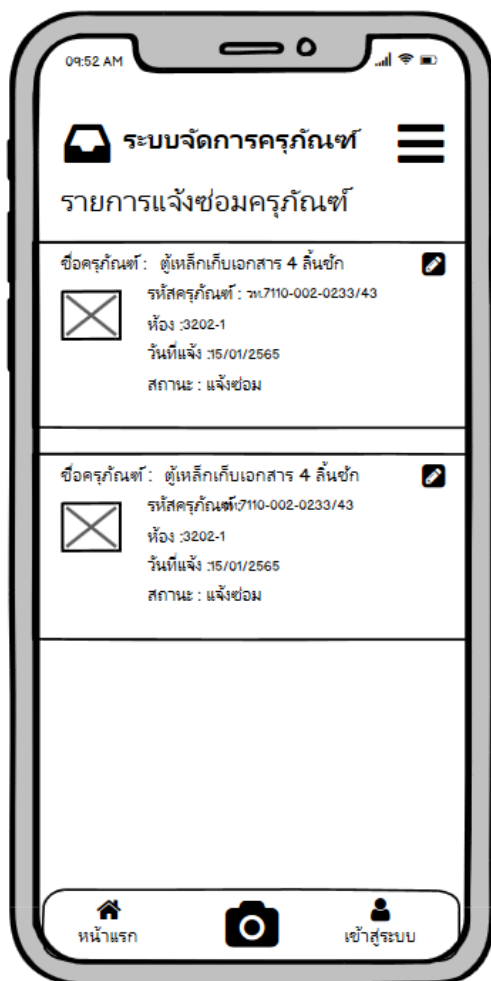 09:52 AM
ระบบจัดการครุภัณฑ์
รายการแจ้งซ่อมครุภัณฑ์
ชื่อครุภัณฑ์ : ตู้เหล็กเก็บเอกสาร 4 ลิ้นชัก
รหัสครุภัณฑ์ : วท.7110-002-0233/43
ห้อง :3202-1
วันที่แจ้ง :15/01/2565
สถานะ : แจ้งซ่อม
ชื่อครุภัณฑ์ : ตู้เหล็กเก็บเอกสาร 4 ลิ้นชัก
รหัสครุภัณฑ์ 7110-002-0233/43
ห้อง :3202-1
วันที่แจ้ง :15/01/2565
สถานะ : แจ้งซ่อม
หน้าแรก
เข้าสู่ระบบ